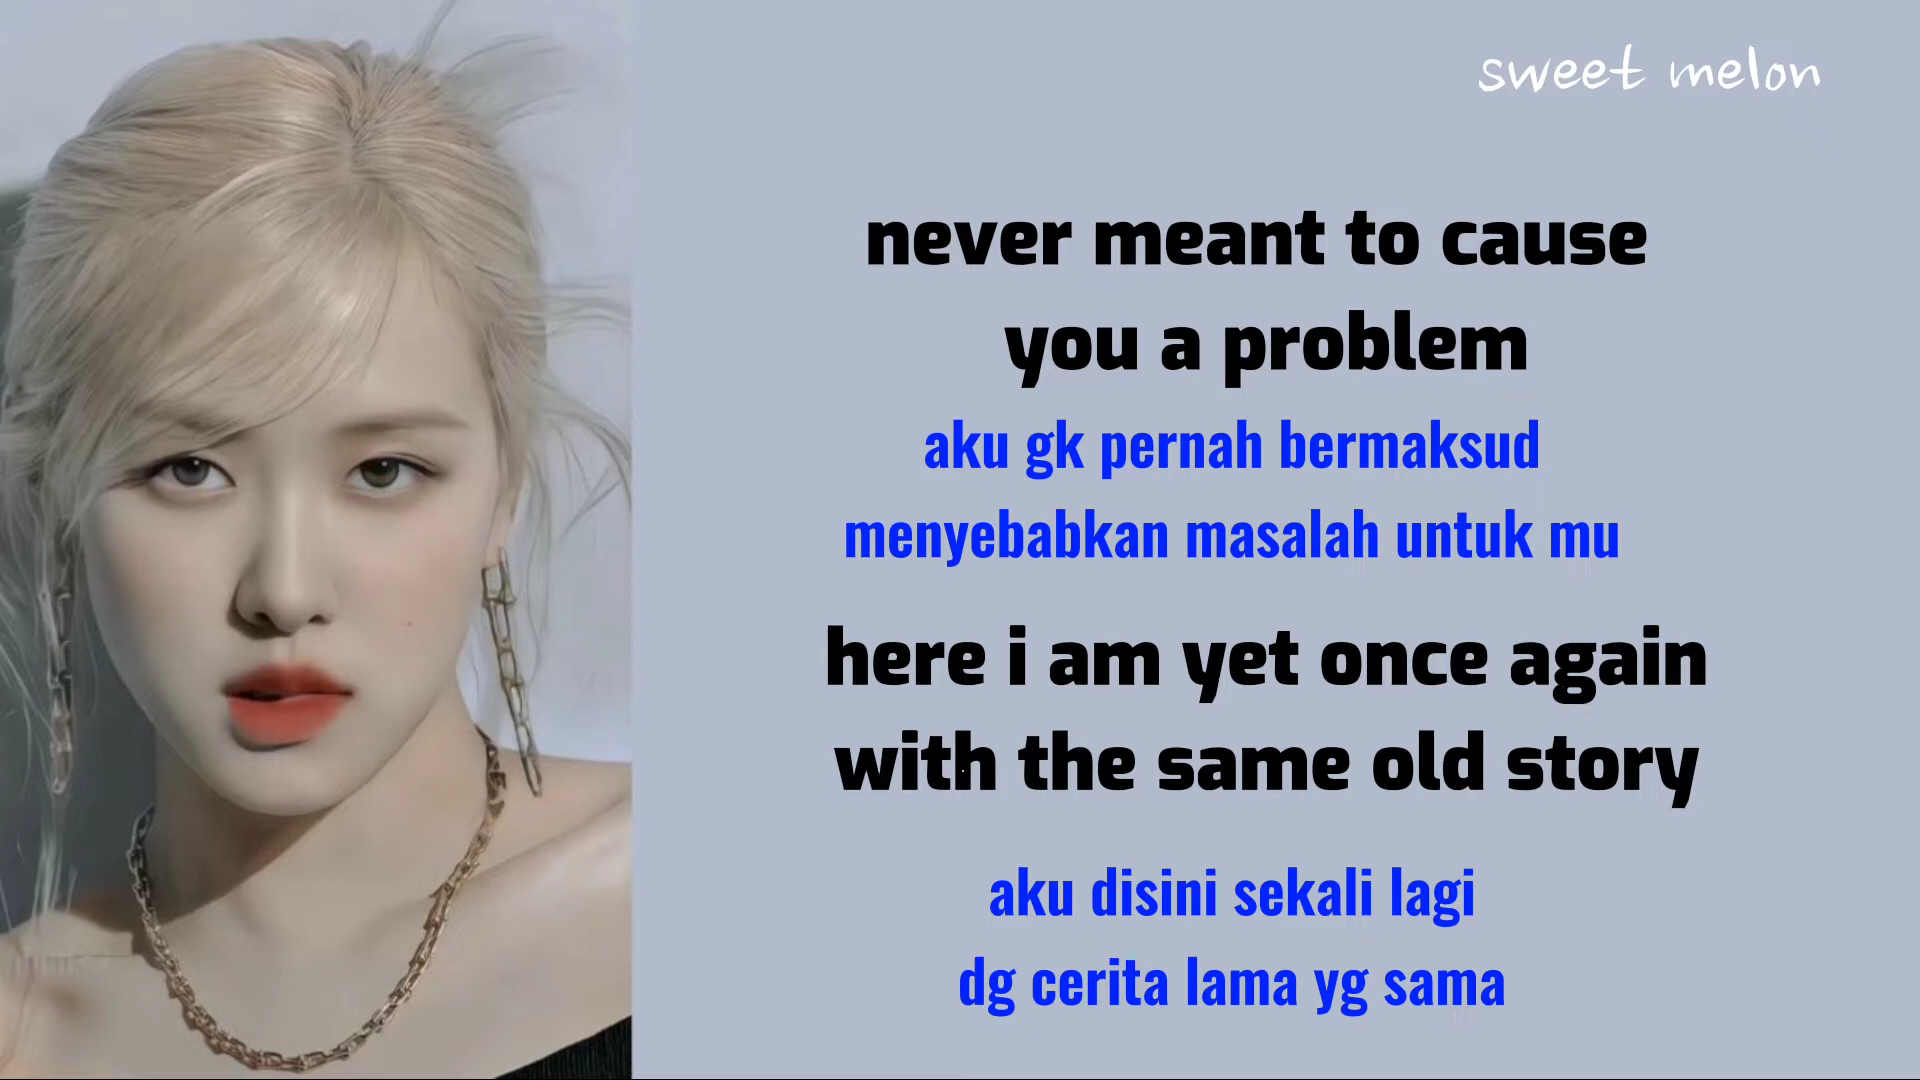 sweet melon
never meant to cause
you a problem
aku gk pernah bermaksud
menyebabkan masalah untuk mu
here i am yet once again
with the same old story
aku disini sekali lagi
dg cerita lama yg sama